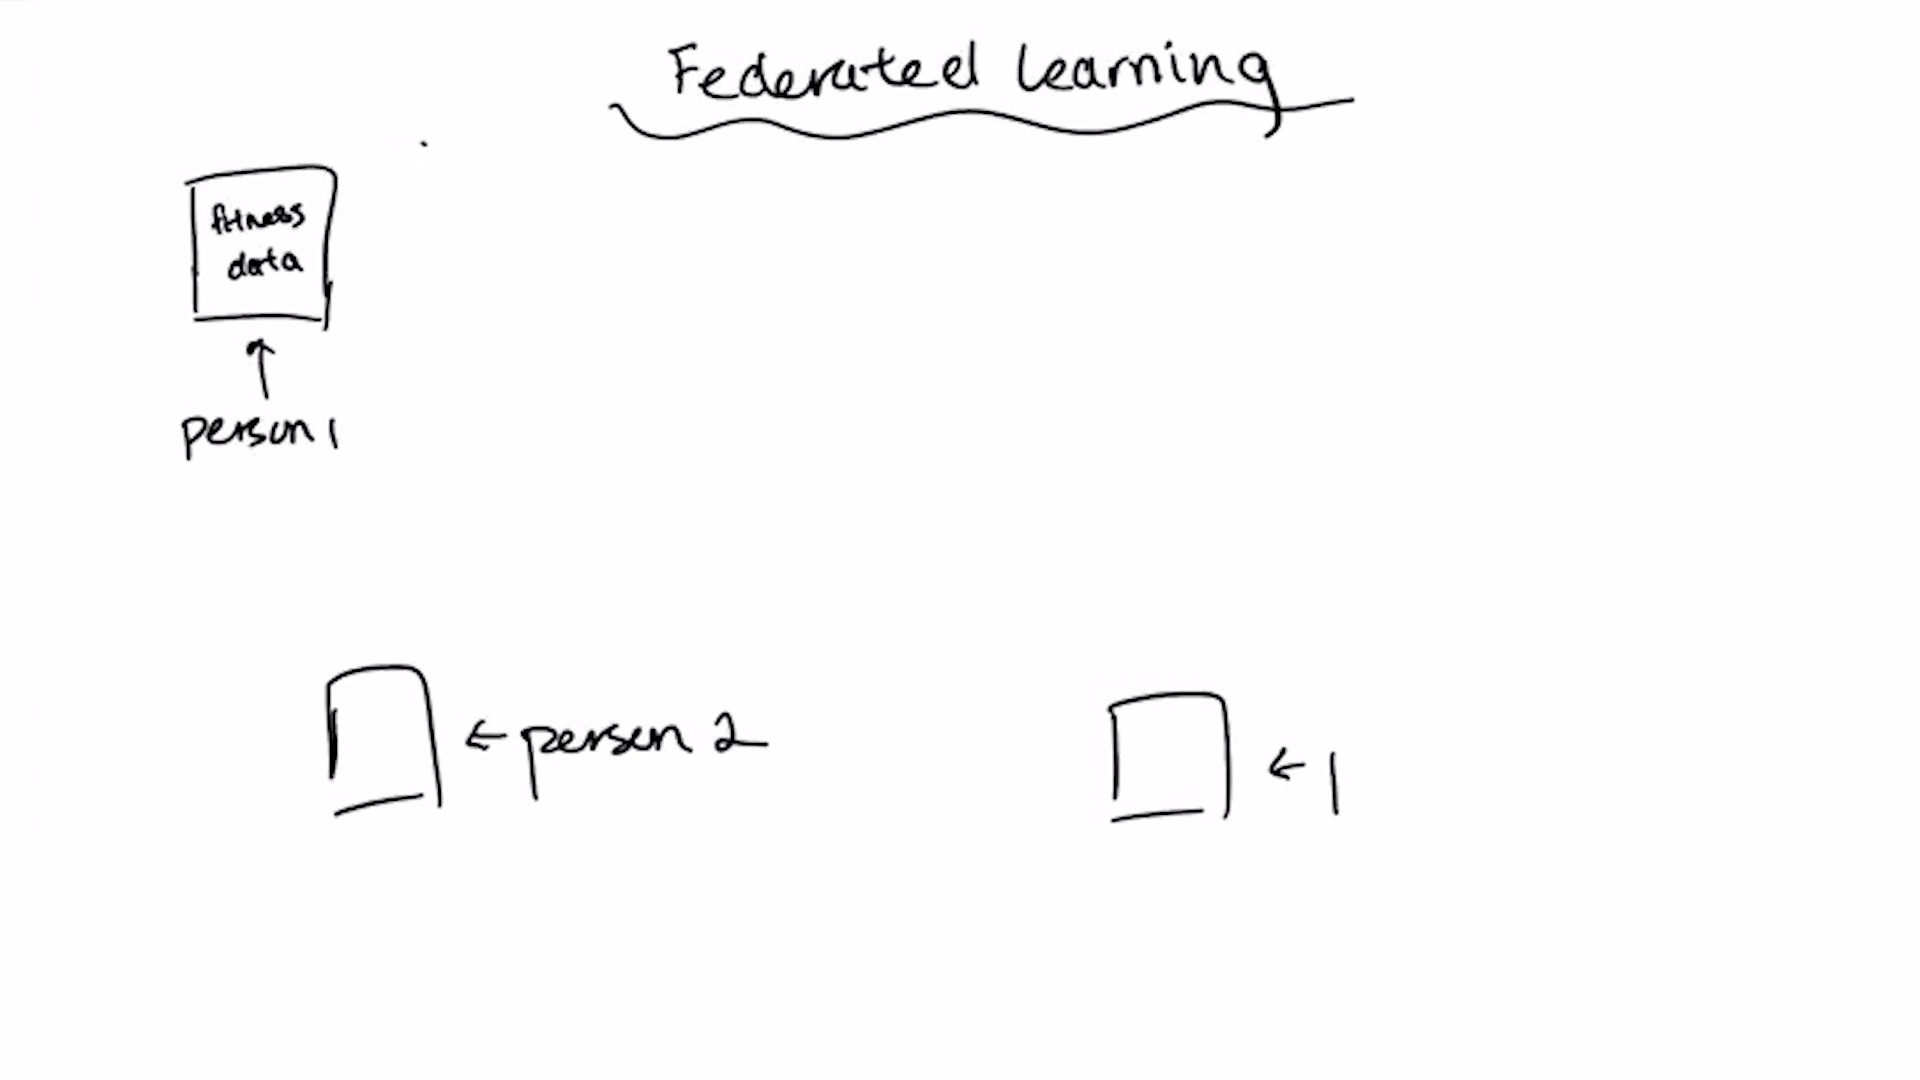 Federated learning
fitness
data
person 1
← person 2
←